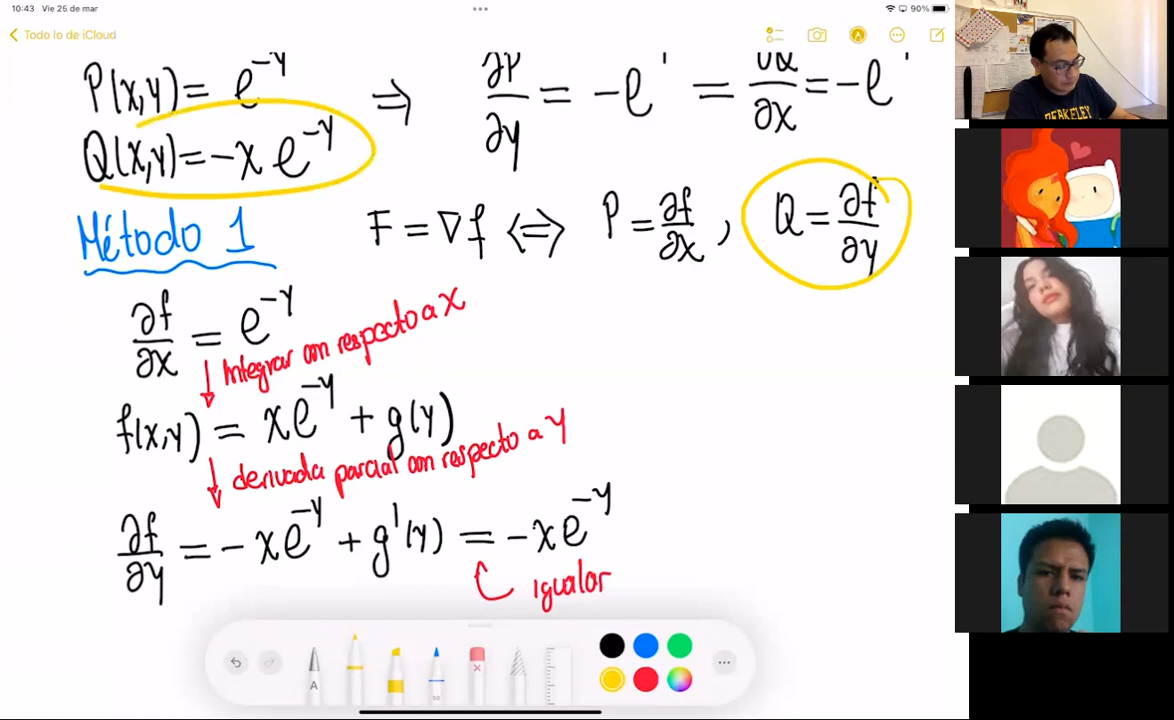 10:43 Vie 25 de mar
90%
Todo lo de iCloud
P(x,y) = e^{-y} ⇒ ∂P/∂y = -e = ∂Q/∂x = -e
Q(x,y) = -x e^{-y}
Método 1
F = ∇f ⟺ P = ∂f/∂x , Q = ∂f/∂y
∂f/∂x = e^{-y}
↓ Integrar con respecto a x
f(x,y) = xe^{-y} + g(y)
↓ derivada parcial con respecto a y
∂f/∂y = -xe^{-y} + g'(y) = -xe^{-y}
igualar
A
50
BERKELEY